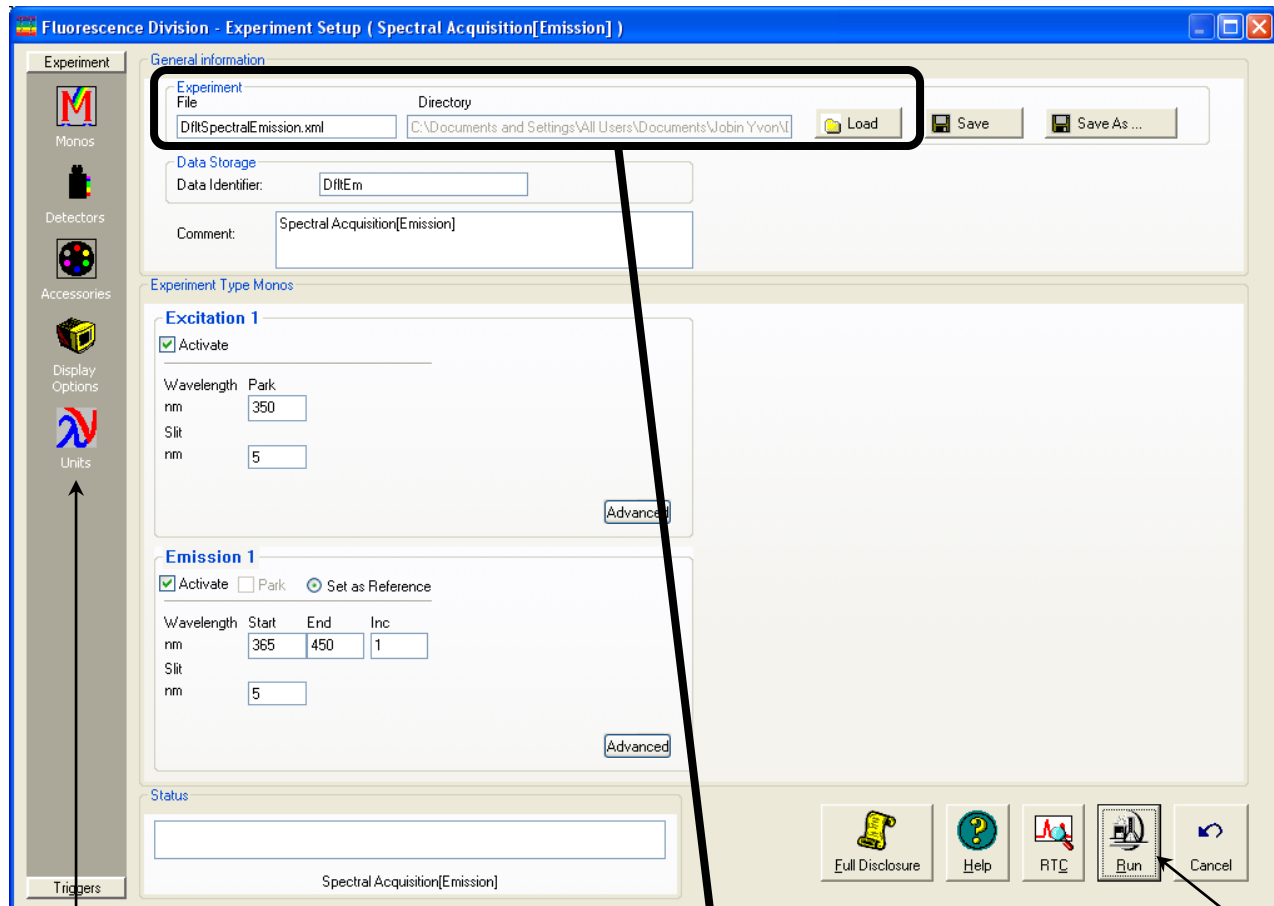 Fluorescence Division - Experiment Setup ( Spectral Acquisition[Emission] )
Experiment
Monos
Detectors
Accessories
Display
Options
Units
Triggers
General information
Experiment
File Directory
DfltSpectralEmission.xml C:\Documents and Settings\All Users\Documents\Jobin Yvon\ Load Save Save As ...
Data Storage
Data Identifier: DfltEm
Comment: Spectral Acquisition[Emission]
Experiment Type Monos
Excitation 1
Activate
Wavelength Park
nm 350
Slit
nm 5
Advanced
Emission 1
Activate Park Set as Reference
Wavelength Start End Inc
nm 365 450 1
Slit
nm 5
Advanced
Status
Spectral Acquisition[Emission]
Full Disclosure Help RTC Run Cancel